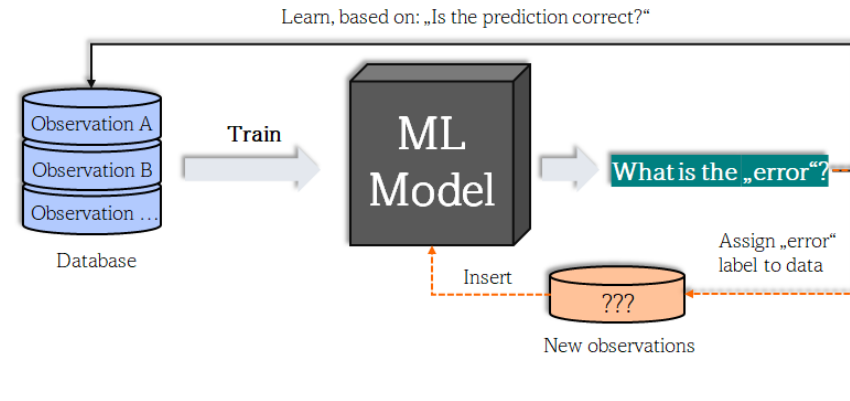 Learn, based on: „Is the prediction correct?“
Observation A
Observation B
Observation ...
Database
Train
ML
Model
What is the „error“?
Assign „error“
label to data
Insert
???
New observations